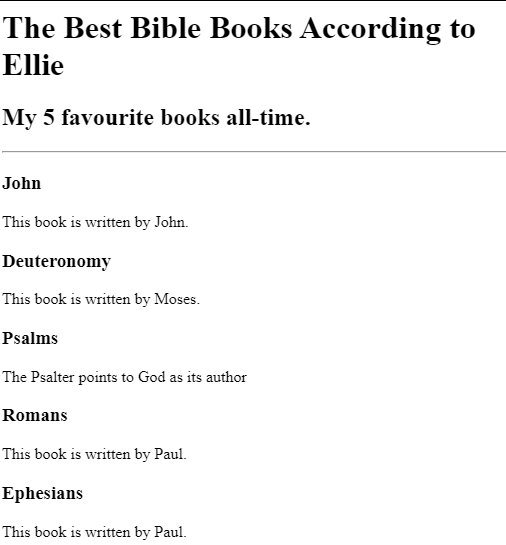 The Best Bible Books According to
Ellie
My 5 favourite books all-time.
John
This book is written by John.
Deuteronomy
This book is written by Moses.
Psalms
The Psalter points to God as its author
Romans
This book is written by Paul.
Ephesians
This book is written by Paul.